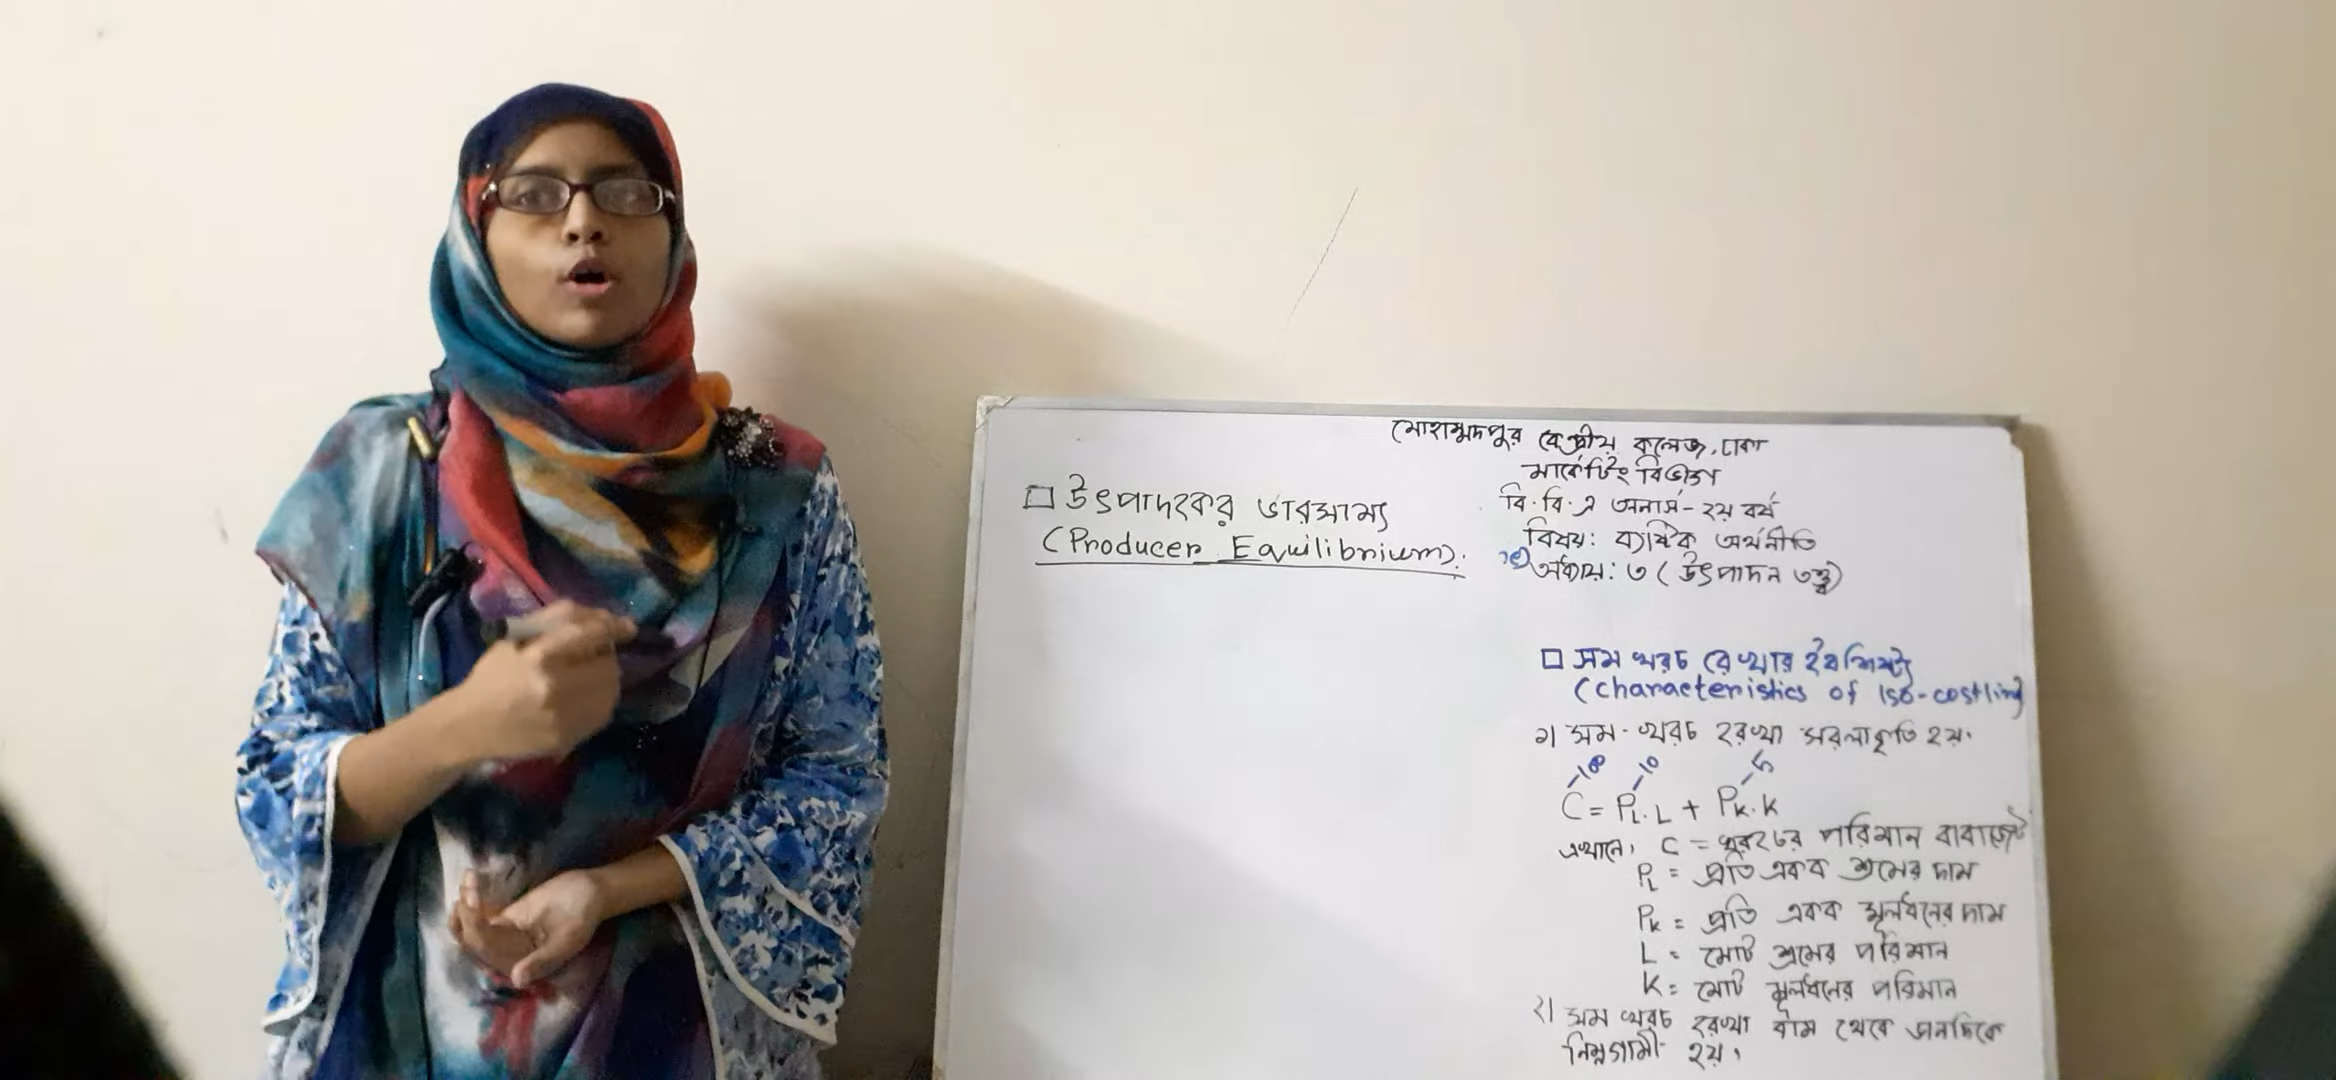 মোহাম্মদপুর কেন্দ্রীয় কলেজ, ঢাকা
মার্কেটিং বিভাগ
বি.বি.এ অনার্স - ২য় বর্ষ
বিষয়: ব্যষ্টিক অর্থনীতি
অধ্যায়: ৩ (উৎপাদন তত্ত্ব)
□ উৎপাদকের ভারসাম্য
(Producer Equilibrium):
□ সম খরচ রেখার বৈশিষ্ট্য
(characteristics of Iso-costline)
১। সম-খরচ রেখা সরলাকৃতি হয়।
10
C = PL.L + Pk.K
এখানে, C = খরচের পরিমান বা বাজেট
PL = প্রতি একক শ্রমের দাম
Pk = প্রতি একক মূলধনের দাম
L = মোট শ্রমের পরিমান
K = মোট মূলধনের পরিমান
২। সম খরচ রেখা বাম থেকে ডানদিকে
নিম্নগামী হয়।